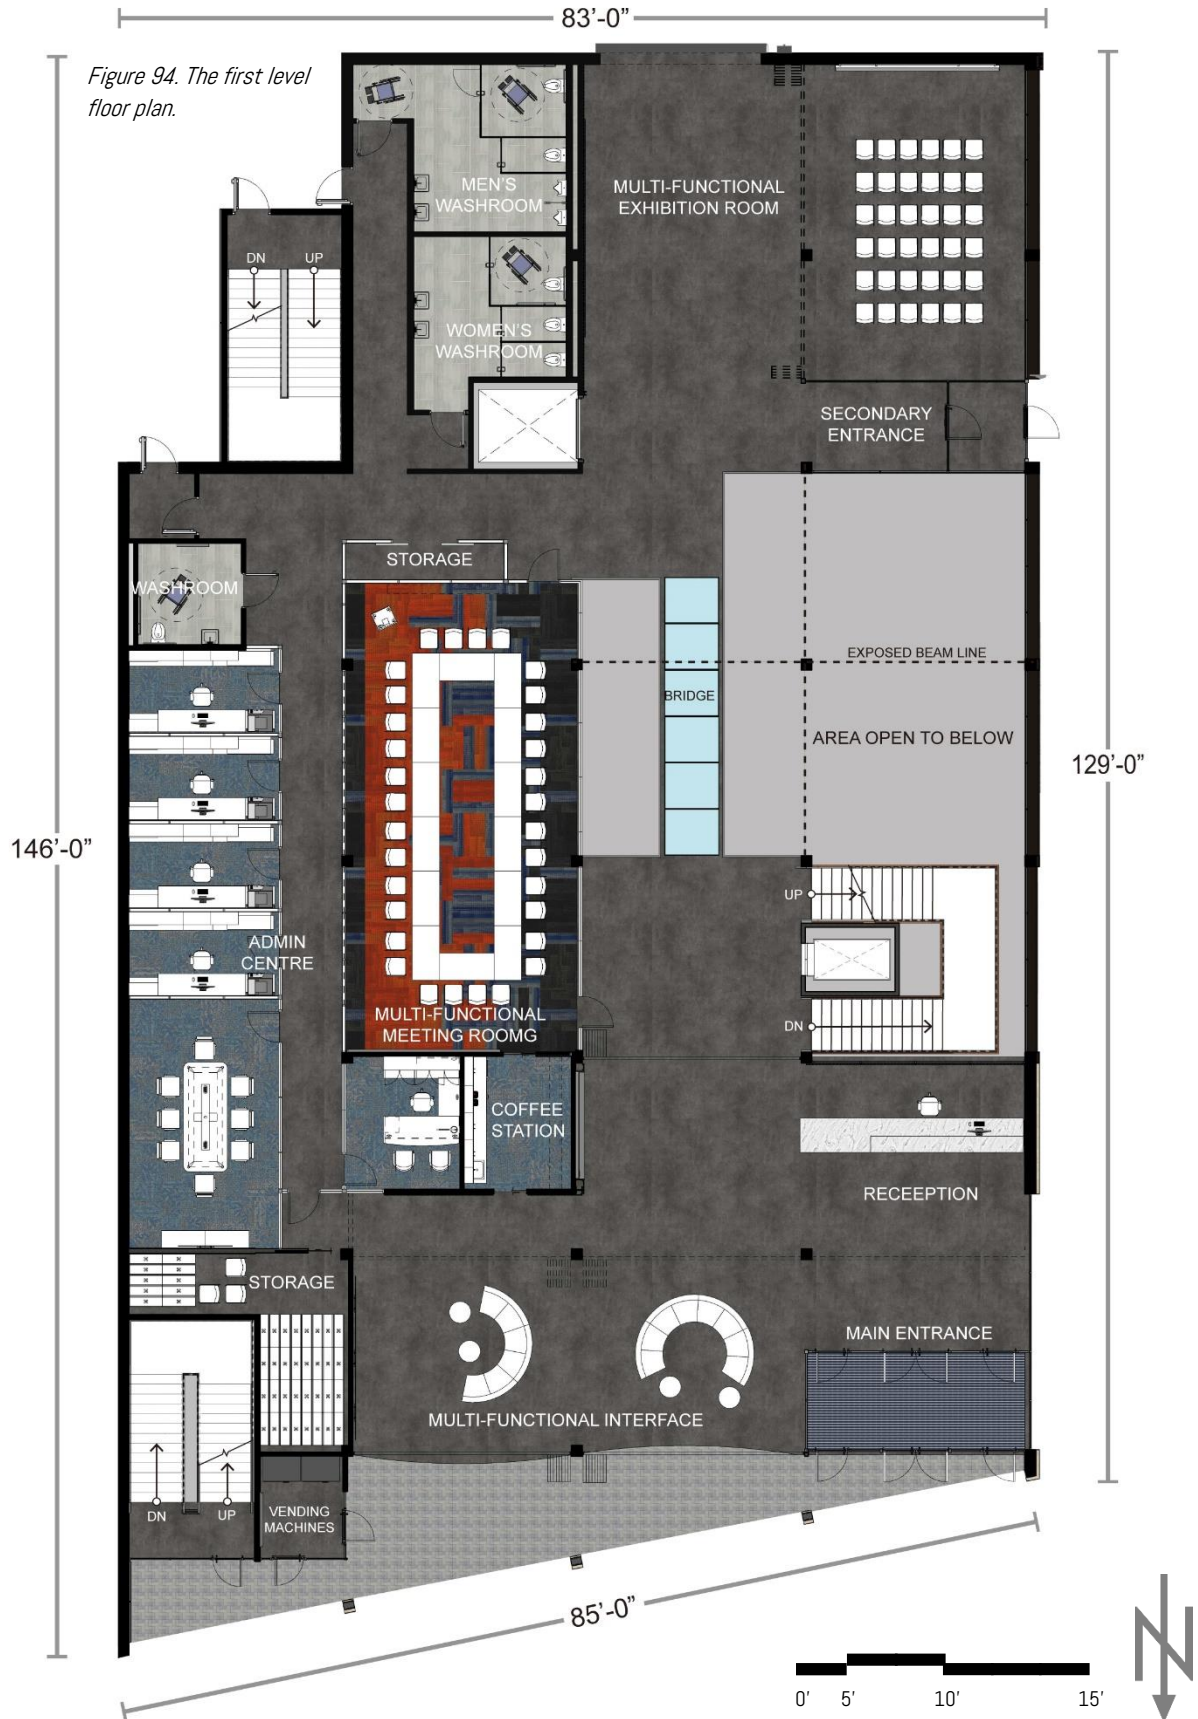 83’-0”
Figure 94. The first level
floor plan.
MEN'S
WASHROOM
MULTI-FUNCTIONAL
EXHIBITION ROOM
DN
UP
WOMEN'S
WASHROOM
SECONDARY
ENTRANCE
STORAGE
WASHROOM
EXPOSED BEAM LINE
BRIDGE
AREA OPEN TO BELOW
129’-0”
146’-0”
UP
ADMIN
CENTRE
MULTI-FUNCTIONAL
MEETING ROOMG
DN
COFFEE
STATION
RECEEPTION
STORAGE
MAIN ENTRANCE
MULTI-FUNCTIONAL INTERFACE
DN
UP
VENDING
MACHINES
85’-0”
N
0' 5' 10' 15'